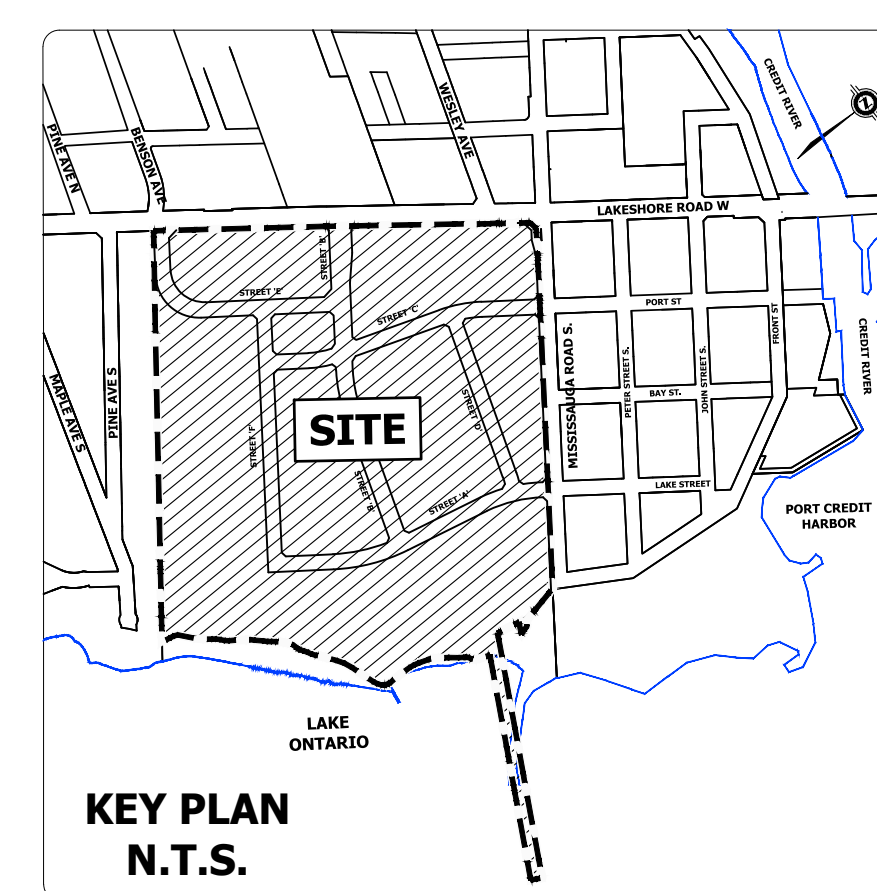 CREDIT RIVER
WESLEY AVE
PINE AVE N
BENSON AVE
LAKESHORE ROAD W
STREET 'B'
STREET 'E'
STREET 'C'
PORT ST
FRONT ST
CREDIT RIVER
MISSISSAUGA ROAD S.
PETER STREET S.
JOHN STREET S.
MAPLE AVE S
PINE AVE S
BAY ST.
STREET 'D'
SITE
STREET 'F'
STREET 'B'
STREET 'A'
LAKE STREET
PORT CREDIT
HARBOR
LAKE
ONTARIO
KEY PLAN
N.T.S.